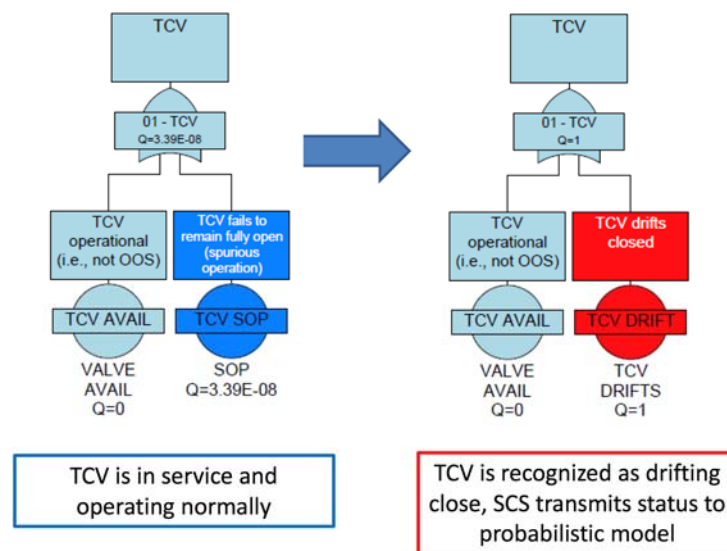 TCV
01 - TCV
Q=3.39E-08
TCV
operational
(i.e., not OOS)
TCV fails to
remain fully open
(spurious
operation)
TCV AVAIL
TCV SOP
VALVE
AVAIL
Q=0
SOP
Q=3.39E-08
TCV is in service and
operating normally
TCV
01 - TCV
Q=1
TCV
operational
(i.e., not OOS)
TCV drifts
closed
TCV AVAIL
TCV DRIFT
VALVE
AVAIL
Q=0
TCV
DRIFTS
Q=1
TCV is recognized as drifting
close, SCS transmits status to
probabilistic model